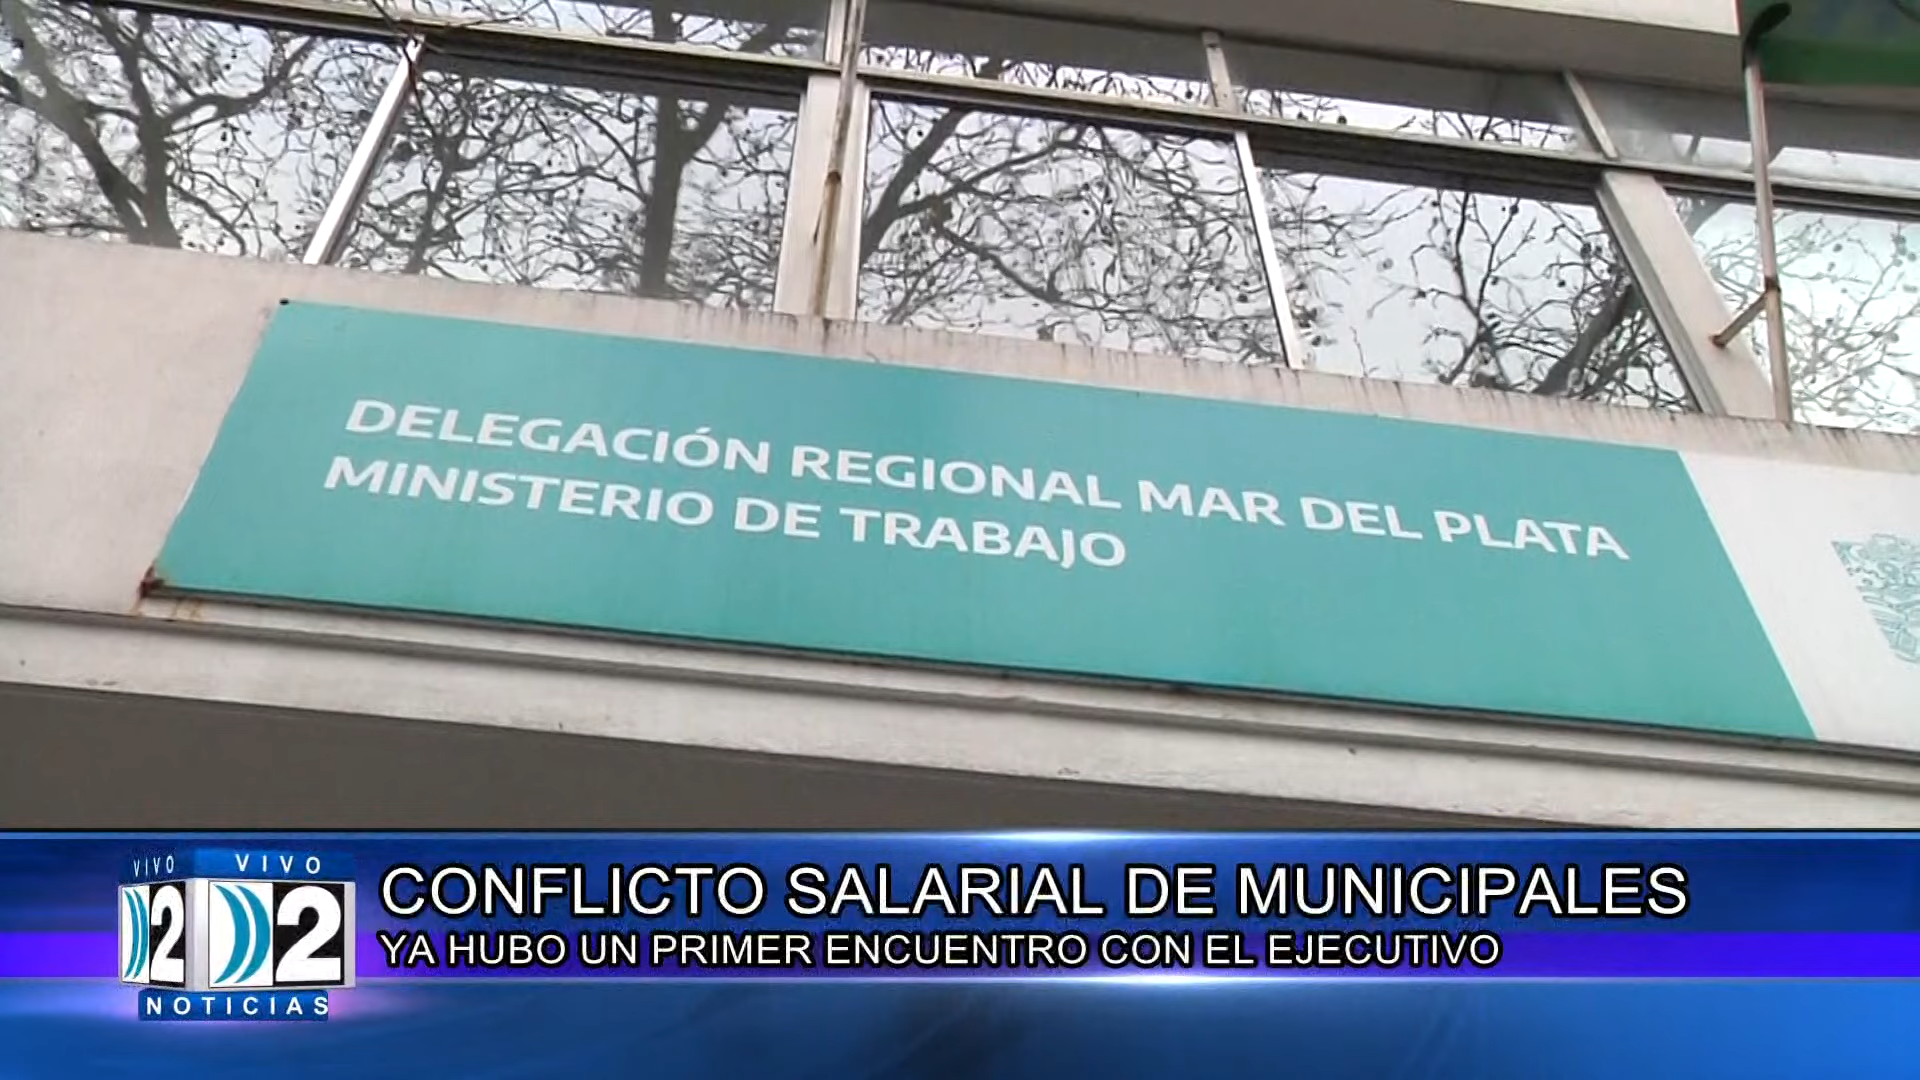 DELEGACIÓN REGIONAL MAR DEL PLATA
MINISTERIO DE TRABAJO
VIVO VIVO
2 2
NOTICIAS
CONFLICTO SALARIAL DE MUNICIPALES
YA HUBO UN PRIMER ENCUENTRO CON EL EJECUTIVO